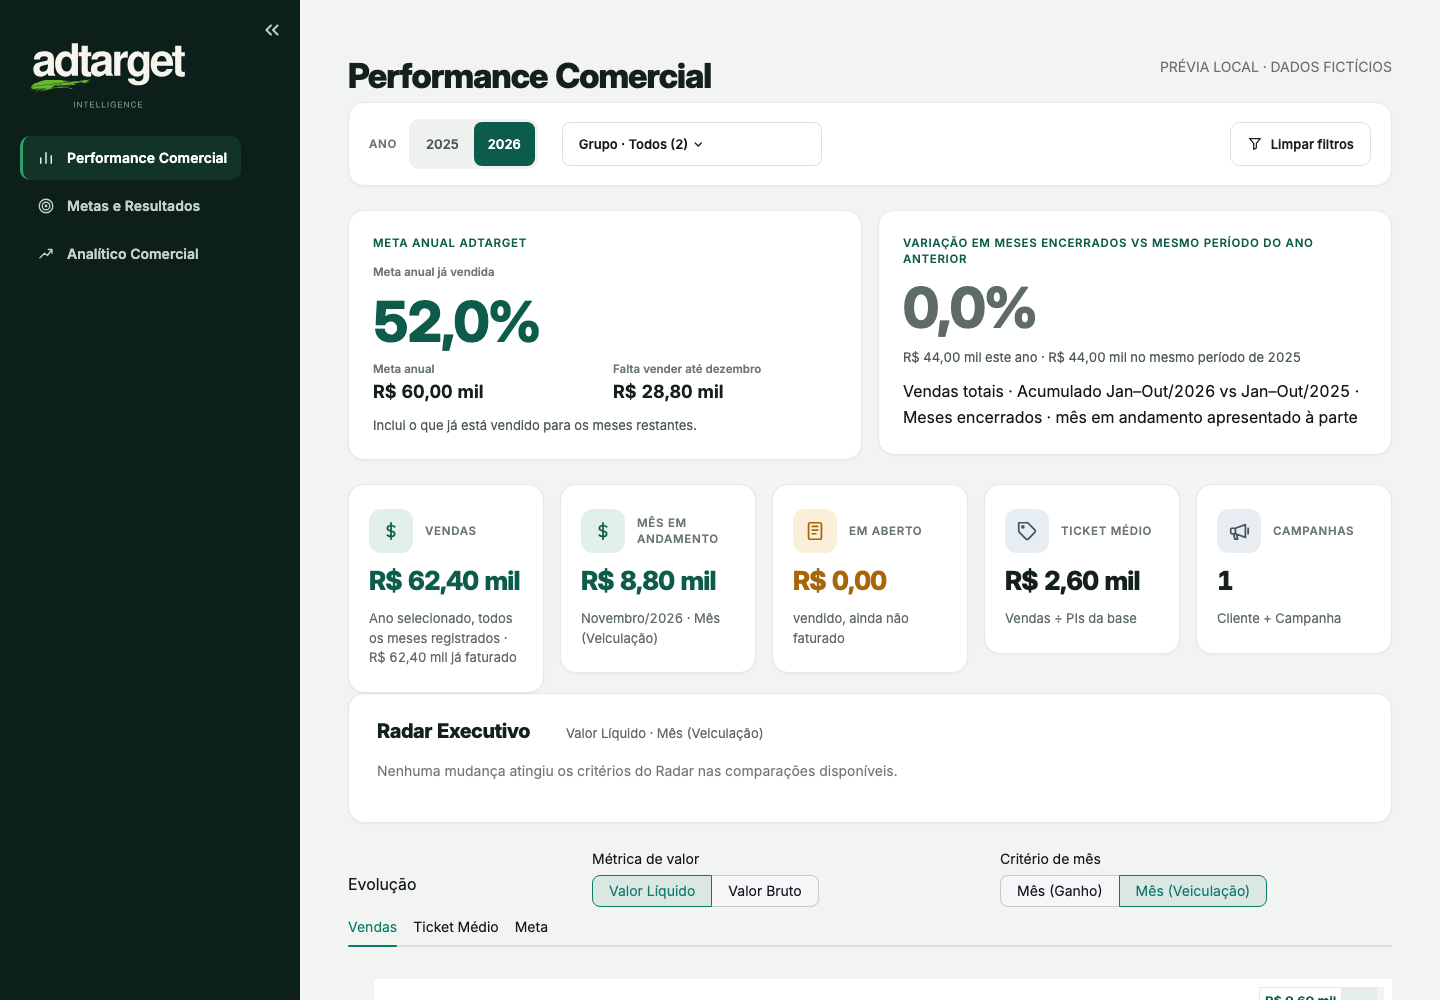 adtarget
INTELLIGENCE
Performance Comercial
Metas e Resultados
Analítico Comercial
Performance Comercial
PRÉVIA LOCAL · DADOS FICTÍCIOS
ANO
2025
2026
Grupo · Todos (2)
Limpar filtros
META ANUAL ADTARGET
Meta anual já vendida
52,0%
Meta anual
R$ 60,00 mil
Falta vender até dezembro
R$ 28,80 mil
Inclui o que já está vendido para os meses restantes.
VARIAÇÃO EM MESES ENCERRADOS VS MESMO PERÍODO DO ANO
ANTERIOR
0,0%
R$ 44,00 mil este ano · R$ 44,00 mil no mesmo período de 2025
Vendas totais · Acumulado Jan–Out/2026 vs Jan–Out/2025 ·
Meses encerrados · mês em andamento apresentado à parte
VENDAS
R$ 62,40 mil
Ano selecionado, todos
os meses registrados ·
R$ 62,40 mil já faturado
MÊS EM
ANDAMENTO
R$ 8,80 mil
Novembro/2026 · Mês
(Veiculação)
EM ABERTO
R$ 0,00
vendido, ainda não
faturado
TICKET MÉDIO
R$ 2,60 mil
Vendas ÷ PIs da base
CAMPANHAS
1
Cliente + Campanha
Radar Executivo
Valor Líquido · Mês (Veiculação)
Nenhuma mudança atingiu os critérios do Radar nas comparações disponíveis.
Evolução
Métrica de valor
Valor Líquido
Valor Bruto
Critério de mês
Mês (Ganho)
Mês (Veiculação)
Vendas
Ticket Médio
Meta